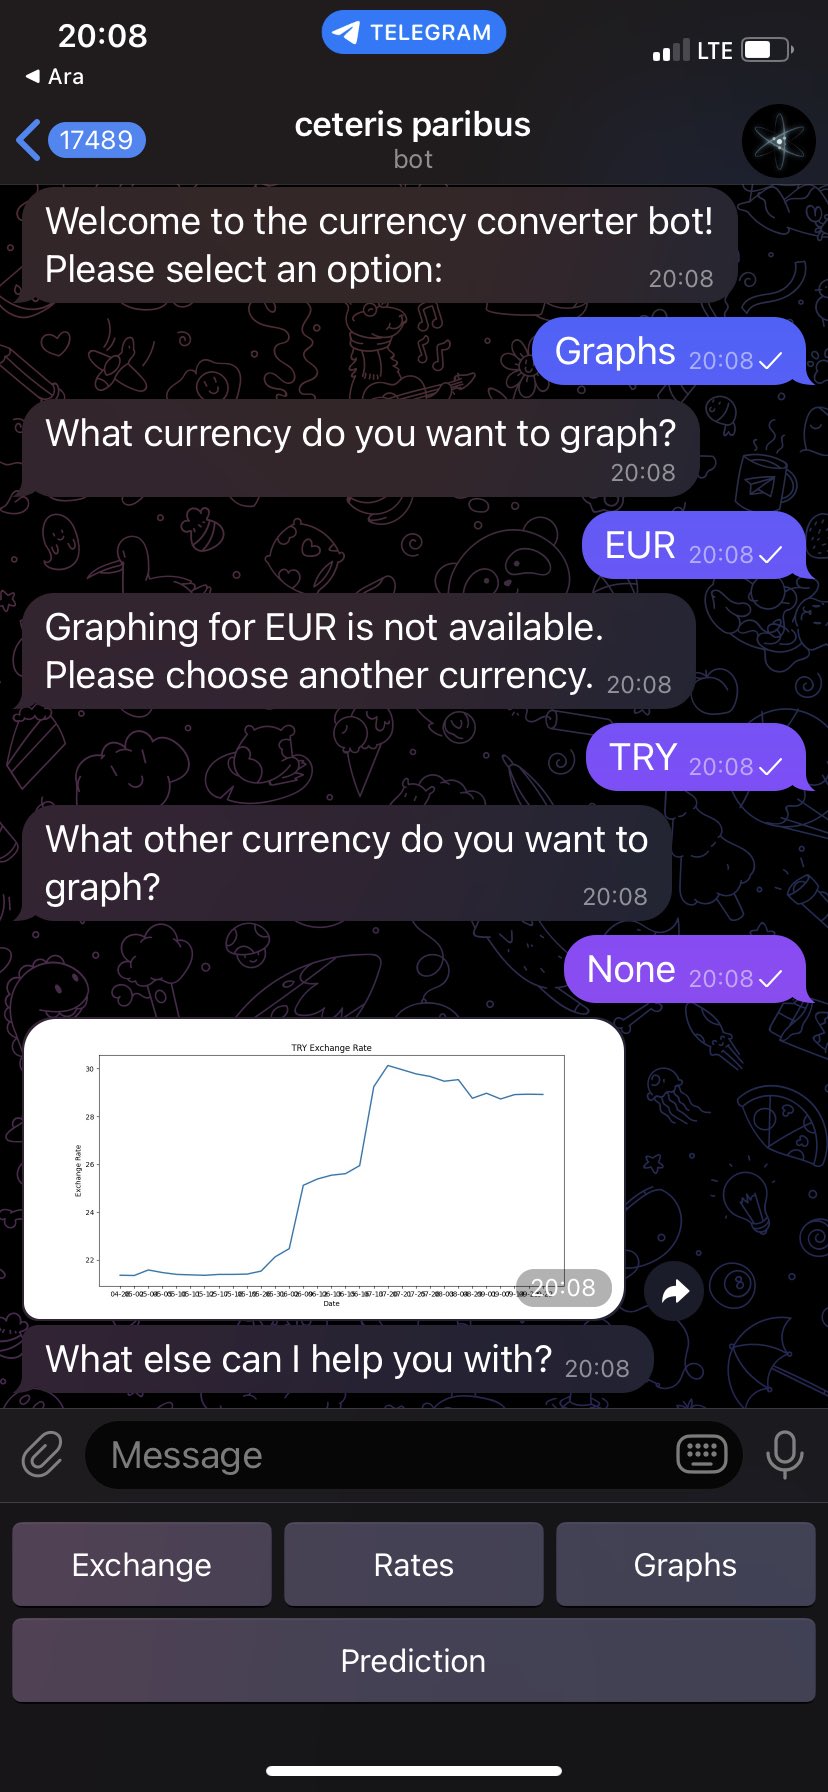 20:08
TELEGRAM
LTE
Ara
17489
ceteris paribus
bot
Welcome to the currency converter bot!
Please select an option:
20:08
Graphs 20:08
What currency do you want to graph?
20:08
EUR 20:08
Graphing for EUR is not available.
Please choose another currency. 20:08
TRY 20:08
What other currency do you want to
graph? 20:08
None 20:08
TRY Exchange Rate
30
28
26
24
22
Exchange Rate
Date
20:08
What else can I help you with? 20:08
Message
Exchange
Rates
Graphs
Prediction